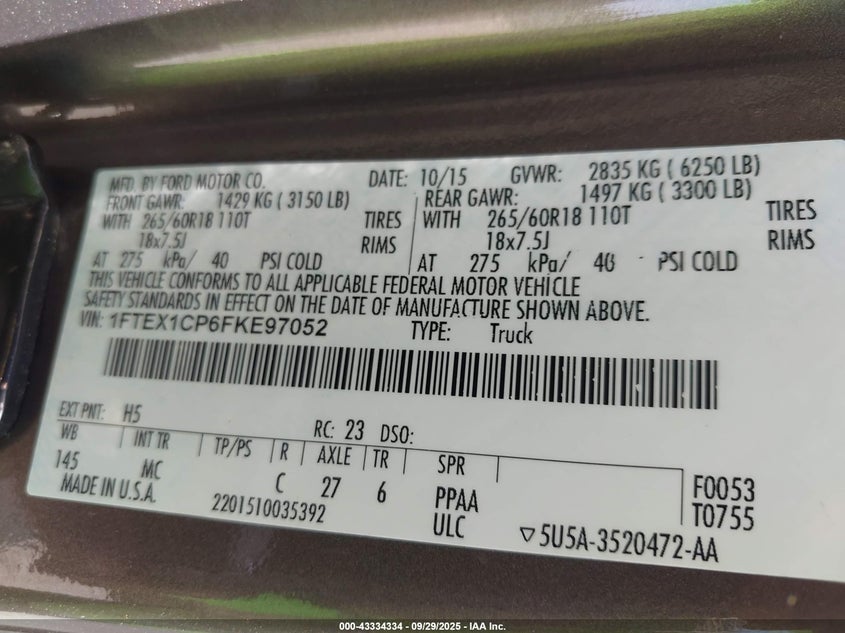 MFD. BY FORD MOTOR CO. DATE: 10/15 GVWR: 2835 KG ( 6250 LB)
FRONT GAWR: 1429 KG ( 3150 LB) REAR GAWR: 1497 KG ( 3300 LB)
WITH 265/60R18 110T TIRES WITH 265/60R18 110T TIRES
18x7.5J RIMS 18x7.5J RIMS
AT 275 kPa/ 40 PSI COLD AT 275 kPa/ 40 PSI COLD
THIS VEHICLE CONFORMS TO ALL APPLICABLE FEDERAL MOTOR VEHICLE
SAFETY STANDARDS IN EFFECT ON THE DATE OF MANUFACTURE SHOWN ABOVE.
VIN: 1FTEX1CP6FKE97052 TYPE: Truck
EXT PNT: H5 RC: 23 DSO:
WB INT TR TP/PS R AXLE TR SPR
145 MC C 27 6 PPAA F0053
MADE IN U.S.A. 2201510035392 ULC T0755
5U5A-3520472-AA
000-43334334 / 09/29/2025 - IAA Inc.